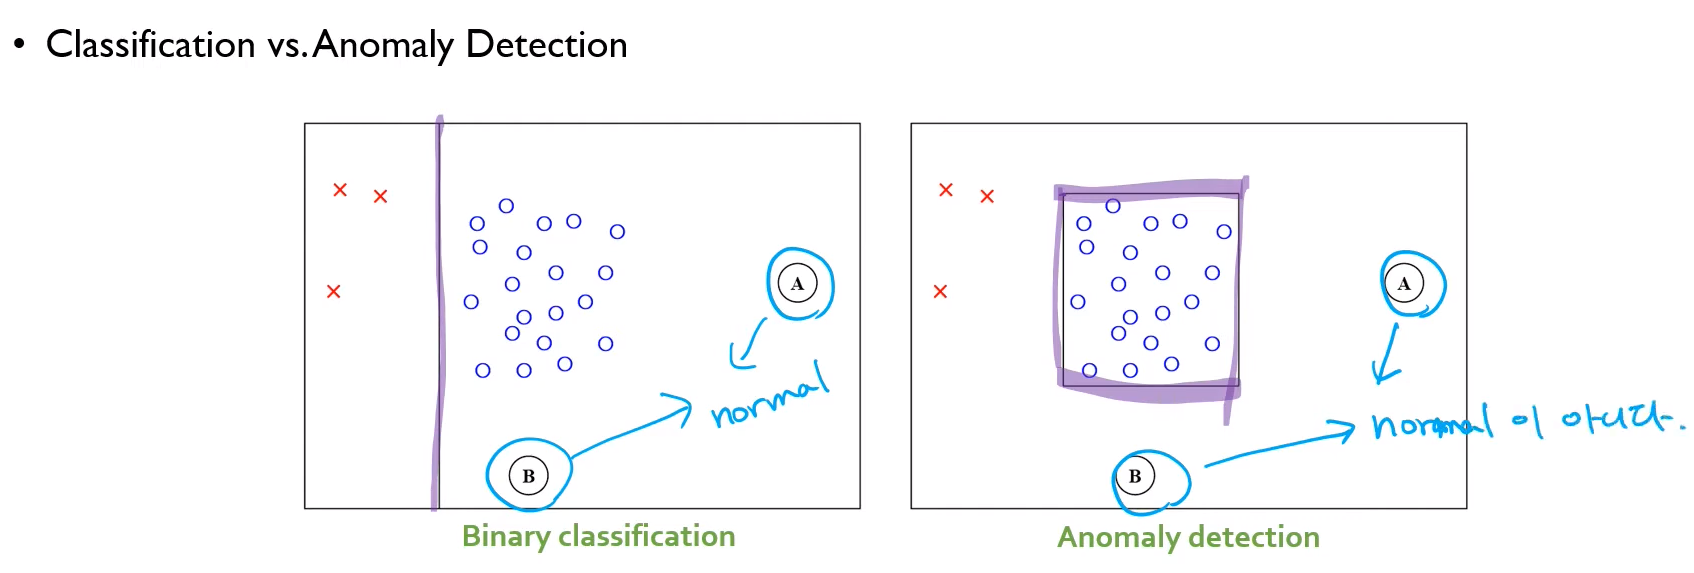 • Classification vs. Anomaly Detection
A
normal
B
Binary classification
A
normal 이 아니다.
B
Anomaly detection